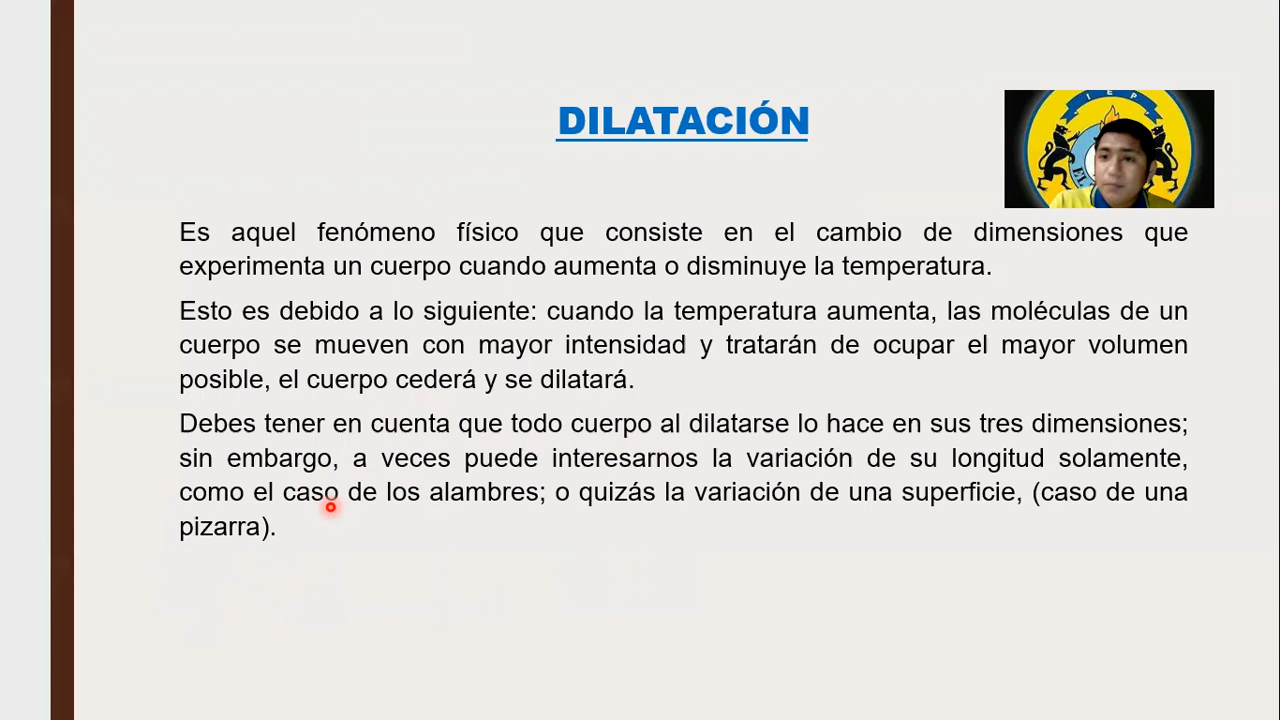 DILATACIÓN
I E P
EL
Es aquel fenómeno físico que consiste en el cambio de dimensiones que
experimenta un cuerpo cuando aumenta o disminuye la temperatura.
Esto es debido a lo siguiente: cuando la temperatura aumenta, las moléculas de un
cuerpo se mueven con mayor intensidad y tratarán de ocupar el mayor volumen
posible, el cuerpo cederá y se dilatará.
Debes tener en cuenta que todo cuerpo al dilatarse lo hace en sus tres dimensiones;
sin embargo, a veces puede interesarnos la variación de su longitud solamente,
como el caso de los alambres; o quizás la variación de una superficie, (caso de una
pizarra).